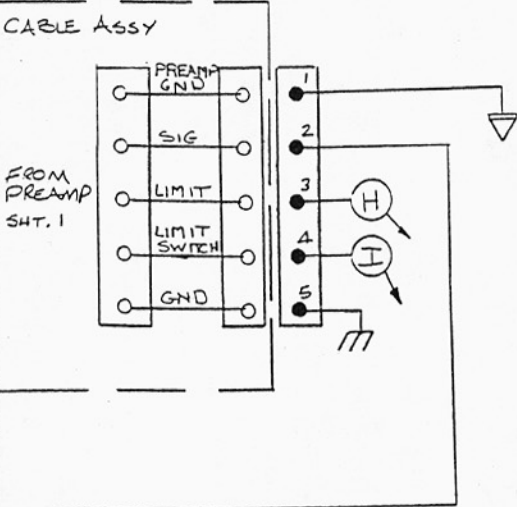 CABLE ASSY
PREAMP
GND
1
SIG
2
FROM
PREAMP
SHT. 1
LIMIT
3
H
LIMIT
SWITCH
4
I
GND
5